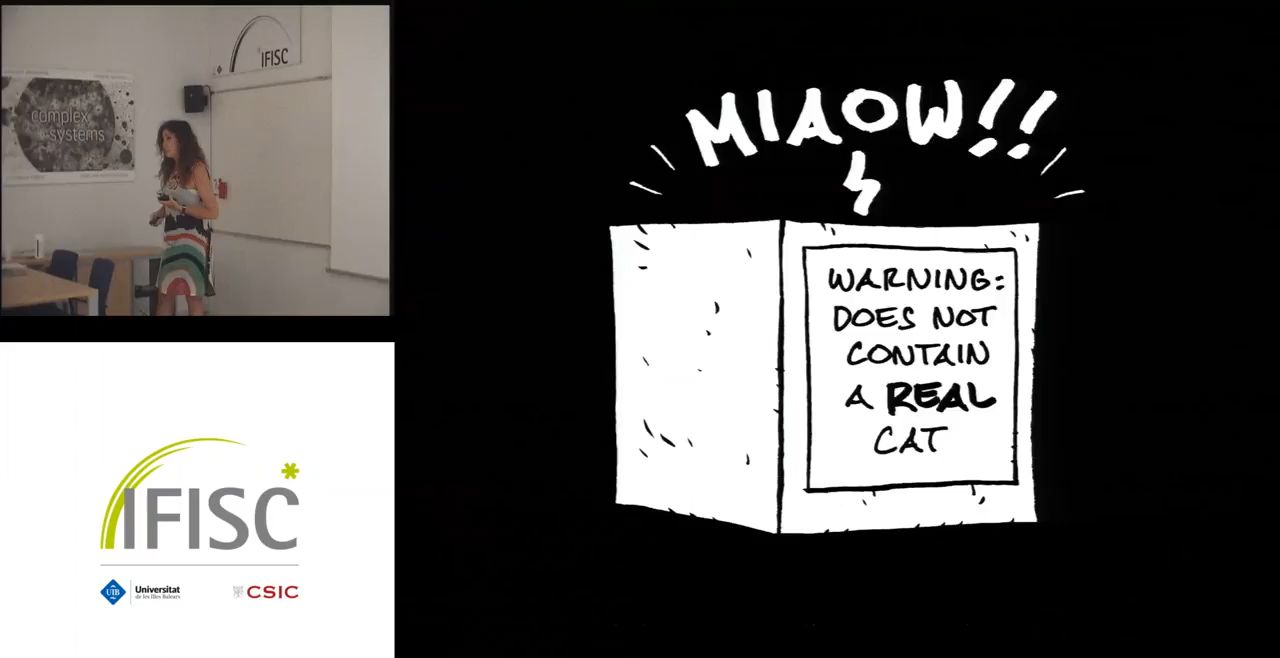 IFISC
complex
systems
MIAOW!!
WARNING:
DOES NOT
CONTAIN
A REAL
CAT
IFISC
UIB
Universitat
de les Illes Balears
CSIC